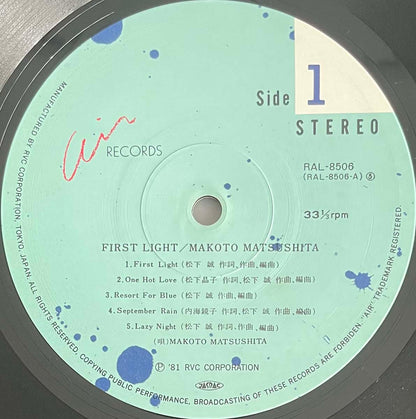 Side 1
STEREO
Air RECORDS
RAL-8506
(RAL-8506-A) Ⓢ
33⅓rpm
FIRST LIGHT/MAKOTO MATSUSHITA
1. First Light (松下 誠 作詞、作曲、編曲)
2. One Hot Love (松下晶子 作詞、松下 誠 作曲、編曲)
3. Resort For Blue (松下 誠 作詞、作曲、編曲)
4. September Rain (内海鏡子 作詞、松下 誠 作曲、編曲)
5. Lazy Night (松下 誠 作詞、作曲、編曲)
(唄) MAKOTO MATSUSHITA
Ⓟ '81 RVC CORPORATION
JASRAC
MANUFACTURED BY RVC CORPORATION, TOKYO, JAPAN. ALL RIGHTS RESERVED. COPYING PUBLIC PERFORMANCE, BROADCASTING OF THESE RECORDS ARE FORBIDDEN. "AIR" TRADEMARK REGISTERED.